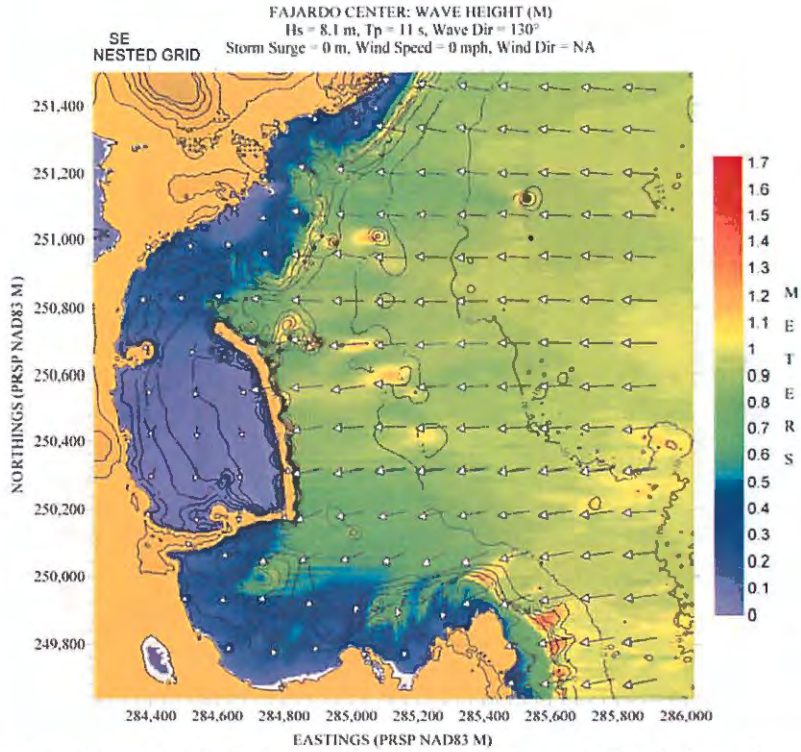 FAJARDO CENTER: WAVE HEIGHT (M)
Hs = 8.1 m, Tp = 11 s, Wave Dir = 130°
Storm Surge = 0 m, Wind Speed = 0 mph, Wind Dir = NA
SE
NESTED GRID
251,400
251,200
251,000
250,800
250,600
250,400
250,200
250,000
249,800
NORTHINGS (PRSP NAD83 M)
284,400
284,600
284,800
285,000
285,200
285,400
285,600
285,800
286,000
EASTINGS (PRSP NAD83 M)
1.7
1.6
1.5
1.4
1.3
1.2
1.1
1
0.9
0.8
0.7
0.6
0.5
0.4
0.3
0.2
0.1
0
M
E
T
E
R
S